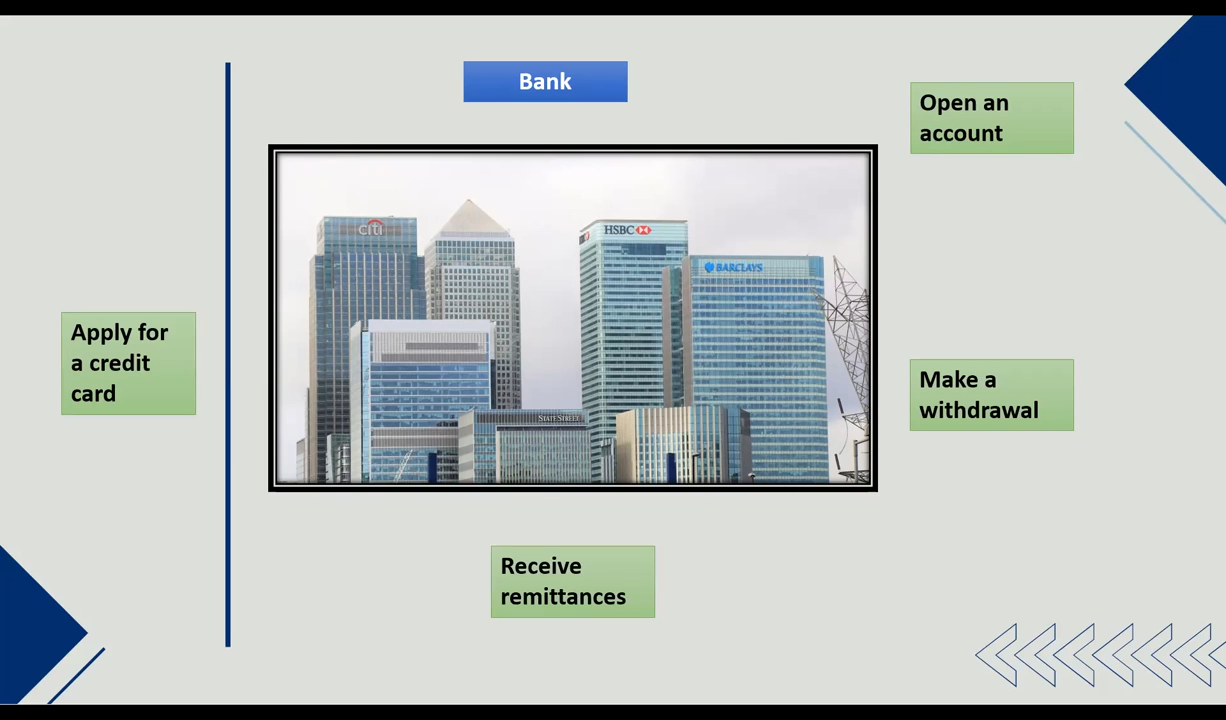 Bank
Open an
account
citi
HSBC
BARCLAYS
Apply for
a credit
card
Make a
withdrawal
STATE STREET
Receive
remittances